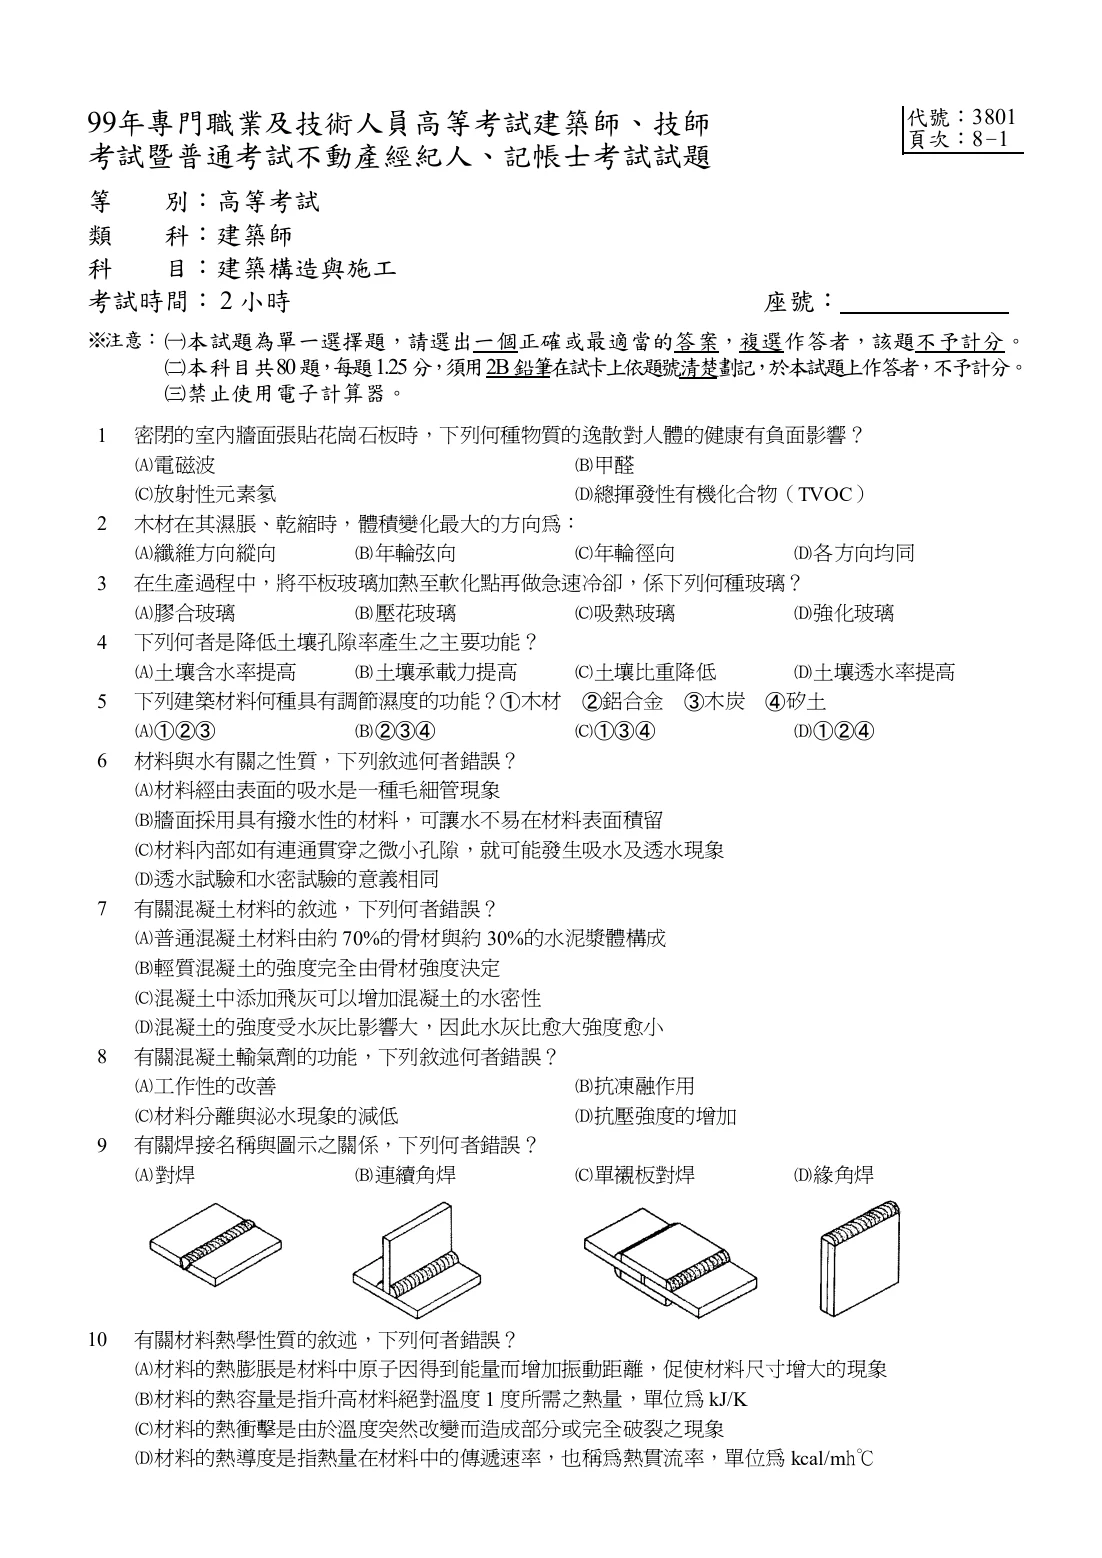 99年專門職業及技術人員高等考試建築師、技師
考試暨普通考試不動產經紀人、記帳士考試試題
代號：3801
頁次：8－1
等　　別：高等考試
類　　科：建築師
科　　目：建築構造與施工
考試時間：2小時
座號：
※注意：㈠本試題為單一選擇題，請選出一個正確或最適當的答案，複選作答者，該題不予計分。
㈡本科目共80題，每題1.25分，須用2B鉛筆在試卡上依題號清楚劃記，於本試題上作答者，不予計分。
㈢禁止使用電子計算器。
1 密閉的室內牆面張貼花崗石板時，下列何種物質的逸散對人體的健康有負面影響？
(A)電磁波 (B)甲醛
(C)放射性元素氡 (D)總揮發性有機化合物（TVOC）
2 木材在其濕脹、乾縮時，體積變化最大的方向為：
(A)纖維方向縱向 (B)年輪弦向 (C)年輪徑向 (D)各方向均同
3 在生產過程中，將平板玻璃加熱至軟化點再做急速冷卻，係下列何種玻璃？
(A)膠合玻璃 (B)壓花玻璃 (C)吸熱玻璃 (D)強化玻璃
4 下列何者是降低土壤孔隙率產生之主要功能？
(A)土壤含水率提高 (B)土壤承載力提高 (C)土壤比重降低 (D)土壤透水率提高
5 下列建築材料何種具有調節濕度的功能？①木材　②鋁合金　③木炭　④矽土
(A)①②③ (B)②③④ (C)①③④ (D)①②④
6 材料與水有關之性質，下列敘述何者錯誤？
(A)材料經由表面的吸水是一種毛細管現象
(B)牆面採用具有撥水性的材料，可讓水不易在材料表面積留
(C)材料內部如有連通貫穿之微小孔隙，就可能發生吸水及透水現象
(D)透水試驗和水密試驗的意義相同
7 有關混凝土材料的敘述，下列何者錯誤？
(A)普通混凝土材料由約 70%的骨材與約 30%的水泥漿體構成
(B)輕質混凝土的強度完全由骨材強度決定
(C)混凝土中添加飛灰可以增加混凝土的水密性
(D)混凝土的強度受水灰比影響大，因此水灰比愈大強度愈小
8 有關混凝土輸氣劑的功能，下列敘述何者錯誤？
(A)工作性的改善 (B)抗凍融作用
(C)材料分離與泌水現象的減低 (D)抗壓強度的增加
9 有關焊接名稱與圖示之關係，下列何者錯誤？
(A)對焊 (B)連續角焊 (C)單襯板對焊 (D)緣角焊
10 有關材料熱學性質的敘述，下列何者錯誤？
(A)材料的熱膨脹是材料中原子因得到能量而增加振動距離，促使材料尺寸增大的現象
(B)材料的熱容量是指升高材料絕對溫度 1 度所需之熱量，單位為 kJ/K
(C)材料的熱衝擊是由於溫度突然改變而造成部分或完全破裂之現象
(D)材料的熱導度是指熱量在材料中的傳遞速率，也稱為熱貫流率，單位為 kcal/mh℃